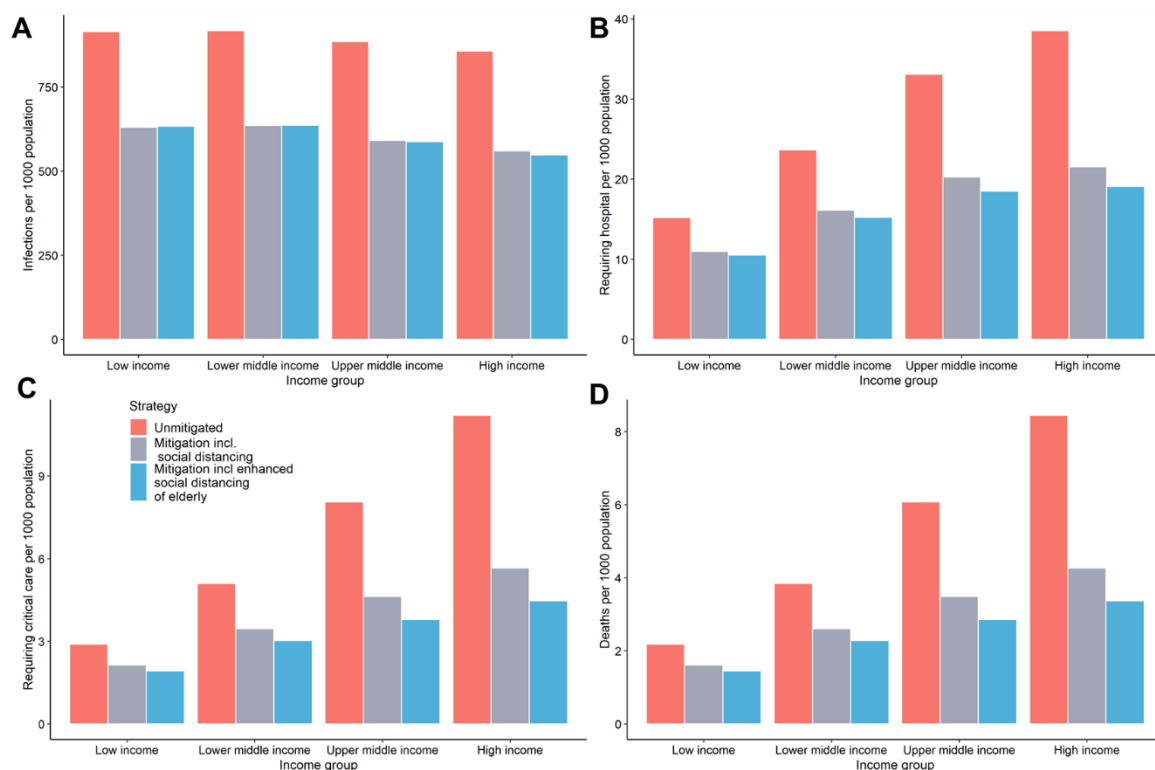 A
Infections per 1000 population
750
500
250
0
Low income
Lower middle income
Upper middle income
High income
Income group
B
Requiring hospital per 1000 population
40
30
20
10
0
Low income
Lower middle income
Upper middle income
High income
Income group
C
Requiring critical care per 1000 population
9
6
3
0
Strategy
Unmitigated
Mitigation incl.
social distancing
Mitigation incl enhanced
social distancing
of elderly
Low income
Lower middle income
Upper middle income
High income
Income group
D
Deaths per 1000 population
8
6
4
2
0
Low income
Lower middle income
Upper middle income
High income
Income group